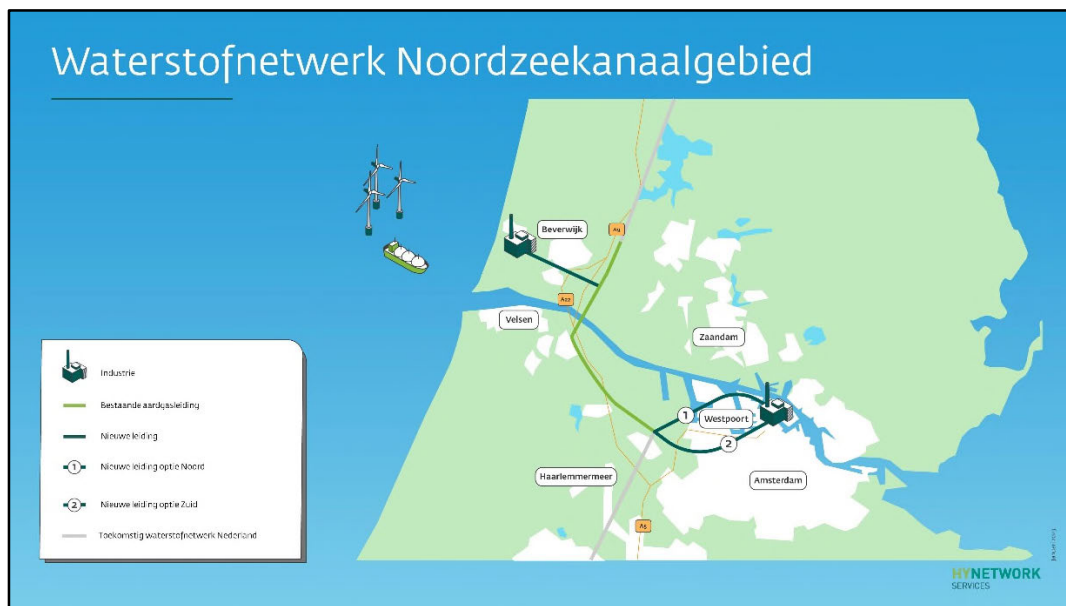 Waterstofnetwerk Noordzeekanaalgebied
Beverwijk
A9
A22
Velsen
Zaandam
1
Westpoort
2
Haarlemmermeer
Amsterdam
A5
Industrie
Bestaande aardgasleiding
Nieuwe leiding
1 Nieuwe leiding optie Noord
2 Nieuwe leiding optie Zuid
Toekomstig waterstofnetwerk Nederland
HYNETWORK
SERVICES